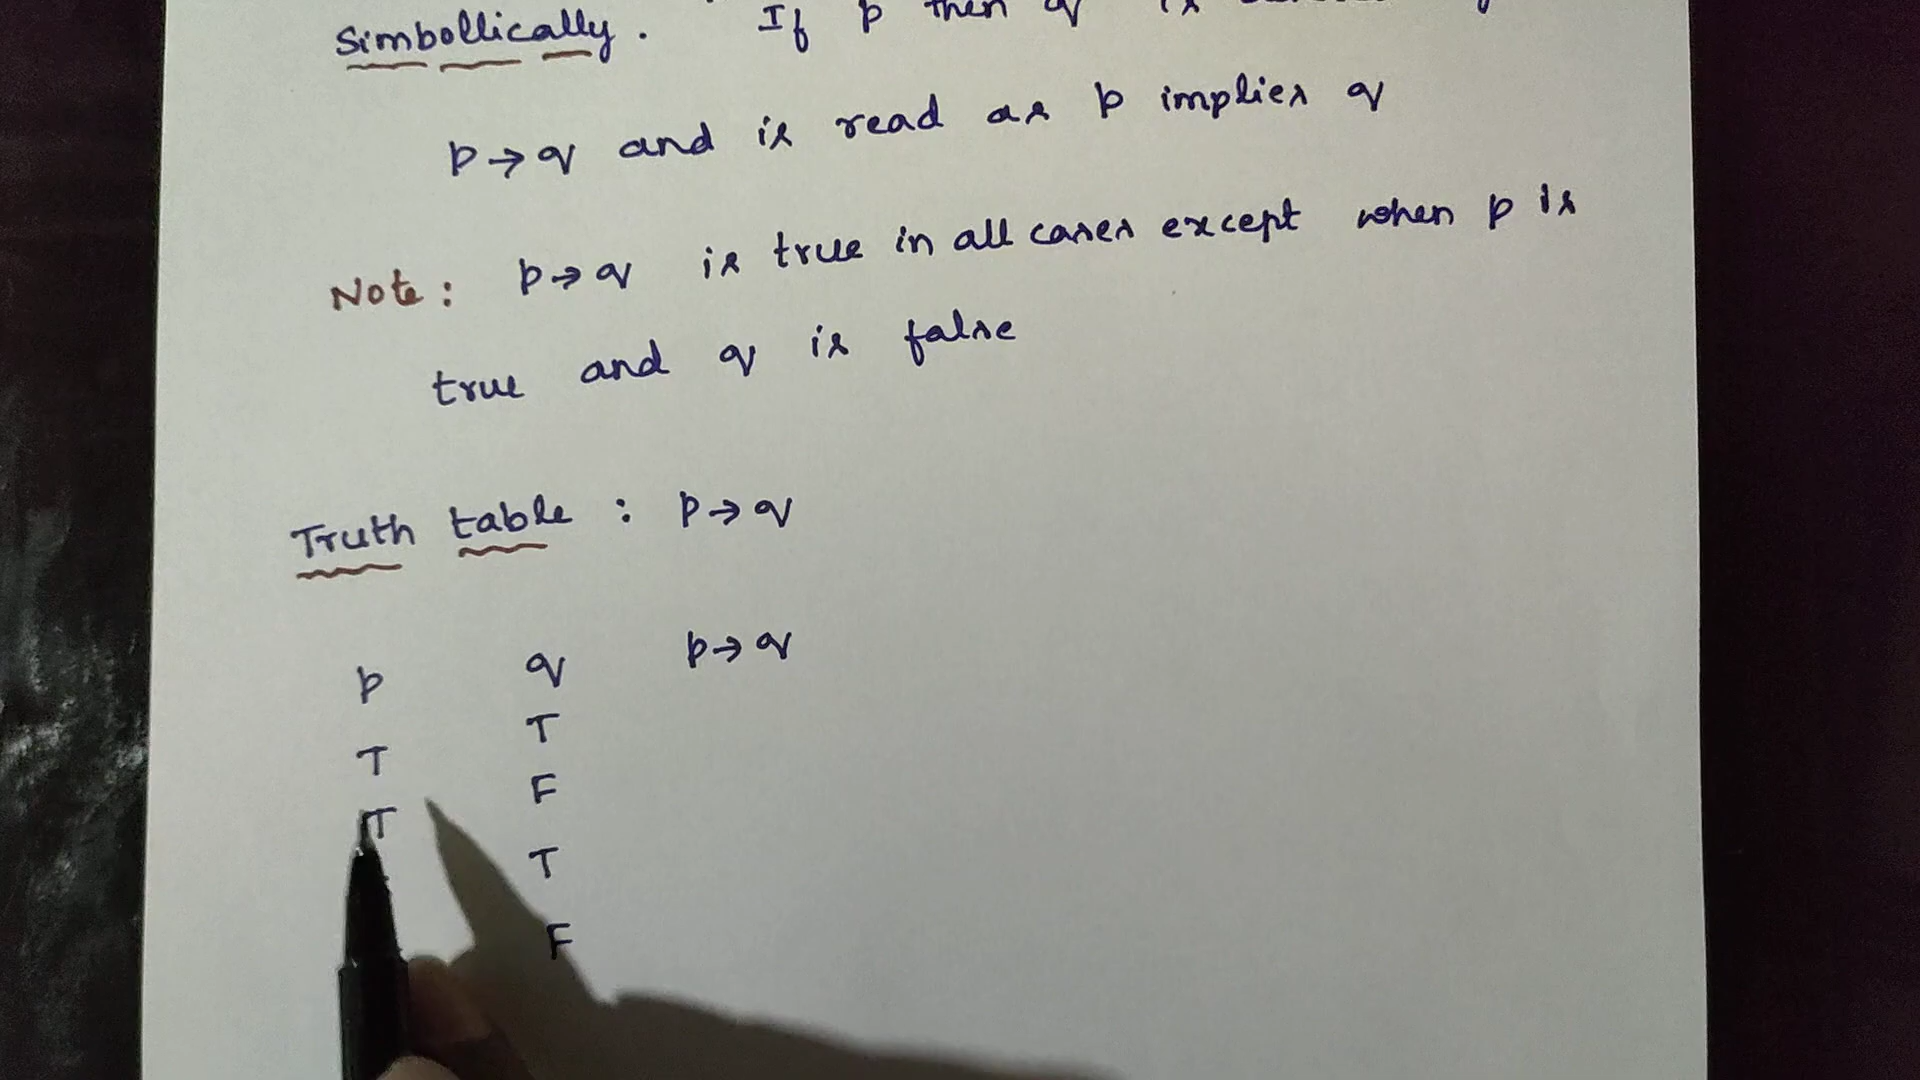 Simbollically. If p then q is
p→q and is read as p implies q
Note: p→q is true in all cases except when p is
true and q is false
Truth table : p→q
p q p→q
T T
T F
T
F